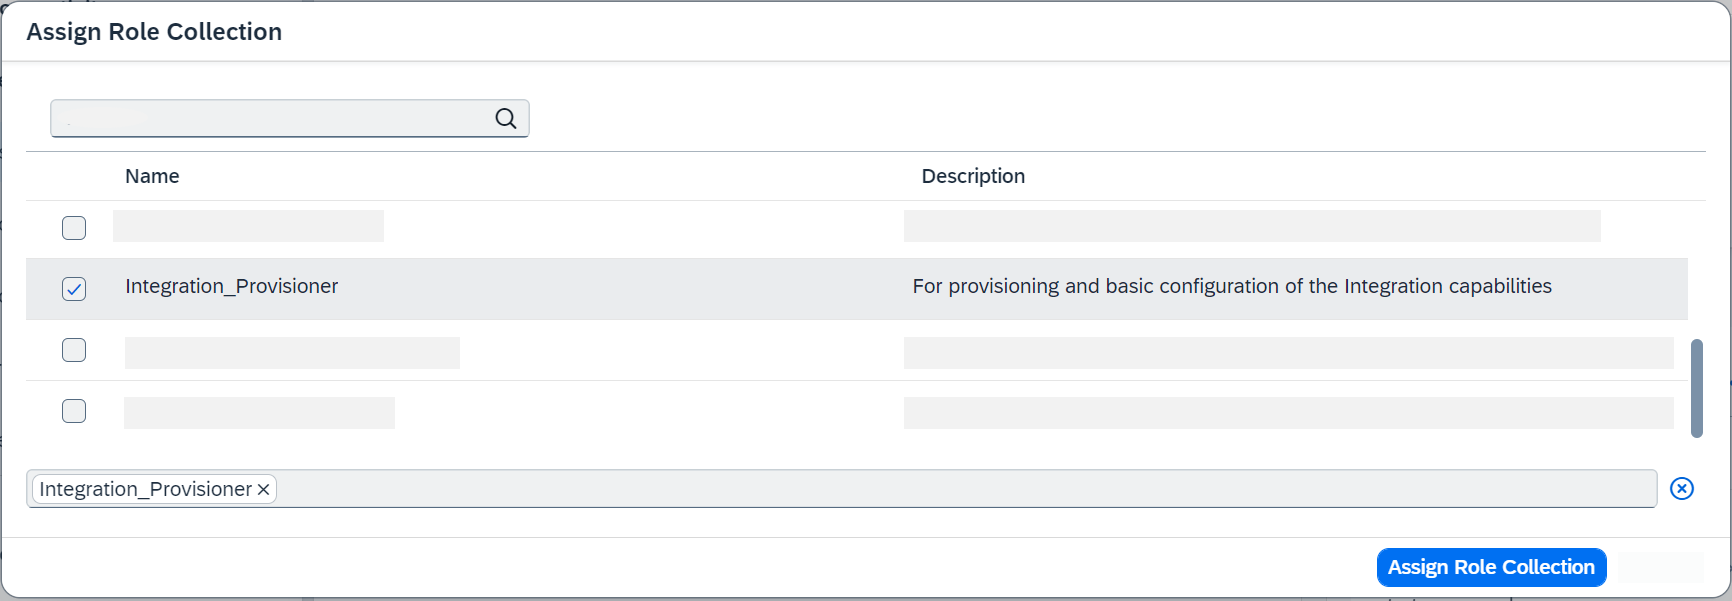 Assign Role Collection
Name Description
Integration_Provisioner For provisioning and basic configuration of the Integration capabilities
Integration_Provisioner
Assign Role Collection